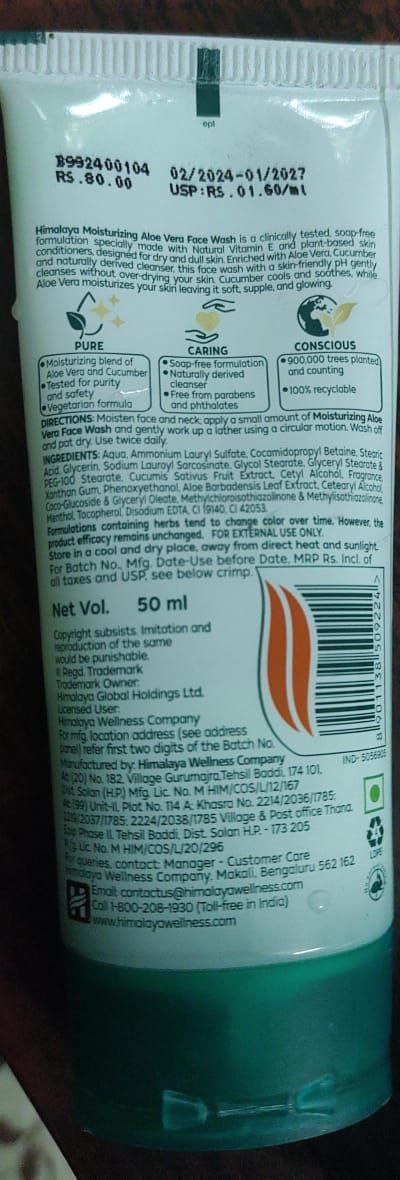 epl
B992400104 02/2024-01/2027
RS.80.00 USP:RS.01.60/ml
Himalaya Moisturizing Aloe Vera Face Wash is a clinically tested, soap-free
formulation specially made with Natural Vitamin E and plant-based skin
conditioners, designed for dry and dull skin. Enriched with Aloe Vera, Cucumber
and naturally derived cleanser, this face wash with a skin-friendly pH gently
cleanses without over-drying your skin. Cucumber cools and soothes, while
Aloe Vera moisturizes your skin leaving it soft, supple, and glowing.
PURE
• Moisturizing blend of
Aloe Vera and Cucumber
• Tested for purity
and safety
• Vegetarian formula
CARING
• Soap-free formulation
• Naturally derived
cleanser
• Free from parabens
and phthalates
CONSCIOUS
• 900,000 trees planted
and counting
• 100% recyclable
DIRECTIONS: Moisten face and neck, apply a small amount of Moisturizing Aloe
Vera Face Wash and gently work up a lather using a circular motion. Wash off
and pat dry. Use twice daily.
INGREDIENTS: Aqua, Ammonium Lauryl Sulfate, Cocamidopropyl Betaine, Stearic
Acid, Glycerin, Sodium Lauroyl Sarcosinate, Glycol Stearate, Glyceryl Stearate &
PEG-100 Stearate, Cucumis Sativus Fruit Extract, Cetyl Alcohol, Fragrance,
Xanthan Gum, Phenoxyethanol, Aloe Barbadensis Leaf Extract, Cetearyl Alcohol,
Coco-Glucoside & Glyceryl Oleate, Methylchloroisothiazolinone & Methylisothiazolinone,
Menthol, Tocopherol, Disodium EDTA, CI 19140, CI 42053.
Formulations containing herbs tend to change color over time. However, the
product efficacy remains unchanged. FOR EXTERNAL USE ONLY.
Store in a cool and dry place, away from direct heat and sunlight.
For Batch No., Mfg. Date-Use before Date, MRP Rs. Incl. of
all taxes and USP, see below crimp.
Net Vol. 50 ml
Copyright subsists. Imitation and
reproduction of the same
would be punishable.
® Regd. Trademark
Trademark Owner:
Himalaya Global Holdings Ltd.
Licensed User:
Himalaya Wellness Company
For mfg. location address (see address
panel) refer first two digits of the Batch No.
Manufactured by: Himalaya Wellness Company
At: (20) No. 182, Village Gurumajra, Tehsil Baddi, 174 101,
Dist. Solan (H.P.) Mfg. Lic. No. M HIM/COS/L/12/167
At: (99) Unit-II, Plot No. 114 A; Khasra No. 2214/2036/1785;
2219/2037/1785; 2224/2038/1785 Village & Post office Thana,
Epip Phase II, Tehsil Baddi, Dist. Solan H.P. - 173 205
Mfg. Lic. No. M HIM/COS/L/20/296
For queries, contact: Manager - Customer Care
Himalaya Wellness Company, Makali, Bengaluru 562 162
Email: contactus@himalayawellness.com
Call 1-800-208-1930 (Toll-free in India)
www.himalayawellness.com
8 901138 509224 >
IND- 5056905
LDPE